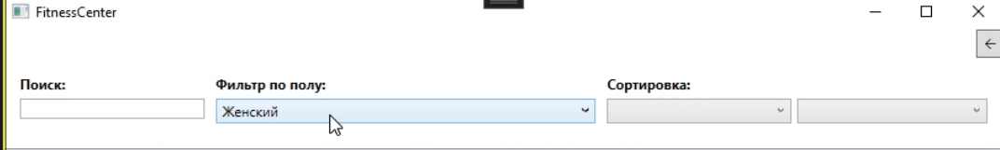 FitnessCenter
Поиск:
Фильтр по полу:
Сортировка:
Женский